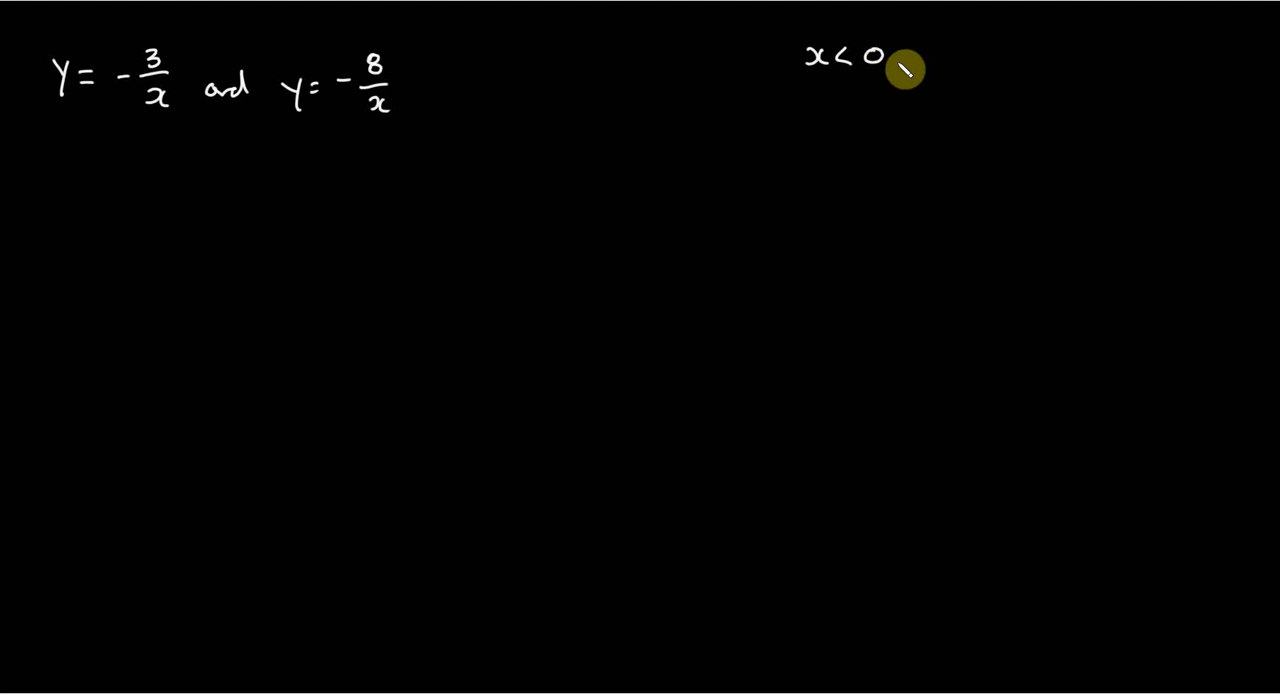 y = -3/x and y = -8/x
x < 0